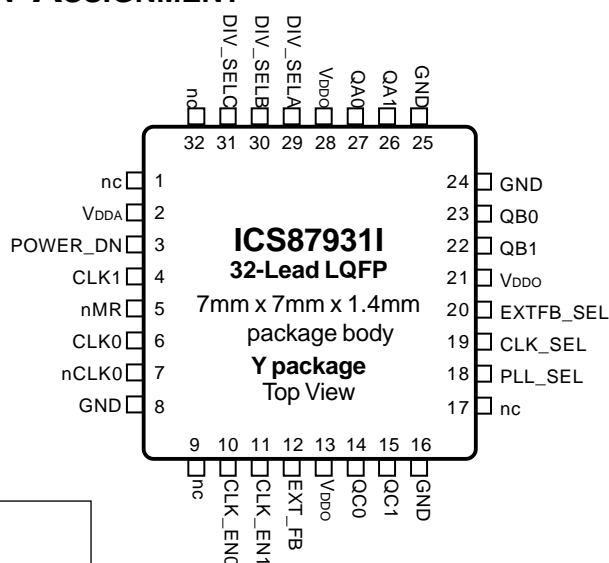 DIV_SELC
DIV_SELB
DIV_SELA
VDDO
QA0
QA1
GND
nc
32 31 30 29 28 27 26 25
nc 1
VDDA 2
POWER_DN 3
CLK1 4
nMR 5
CLK0 6
nCLK0 7
GND 8
ICS87931I
32-Lead LQFP
7mm x 7mm x 1.4mm
package body
Y package
Top View
24 GND
23 QB0
22 QB1
21 VDDO
20 EXTFB_SEL
19 CLK_SEL
18 PLL_SEL
17 nc
9 10 11 12 13 14 15 16
nc
CLK_EN0
CLK_EN1
EXT_FB
VDDO
QC0
QC1
GND